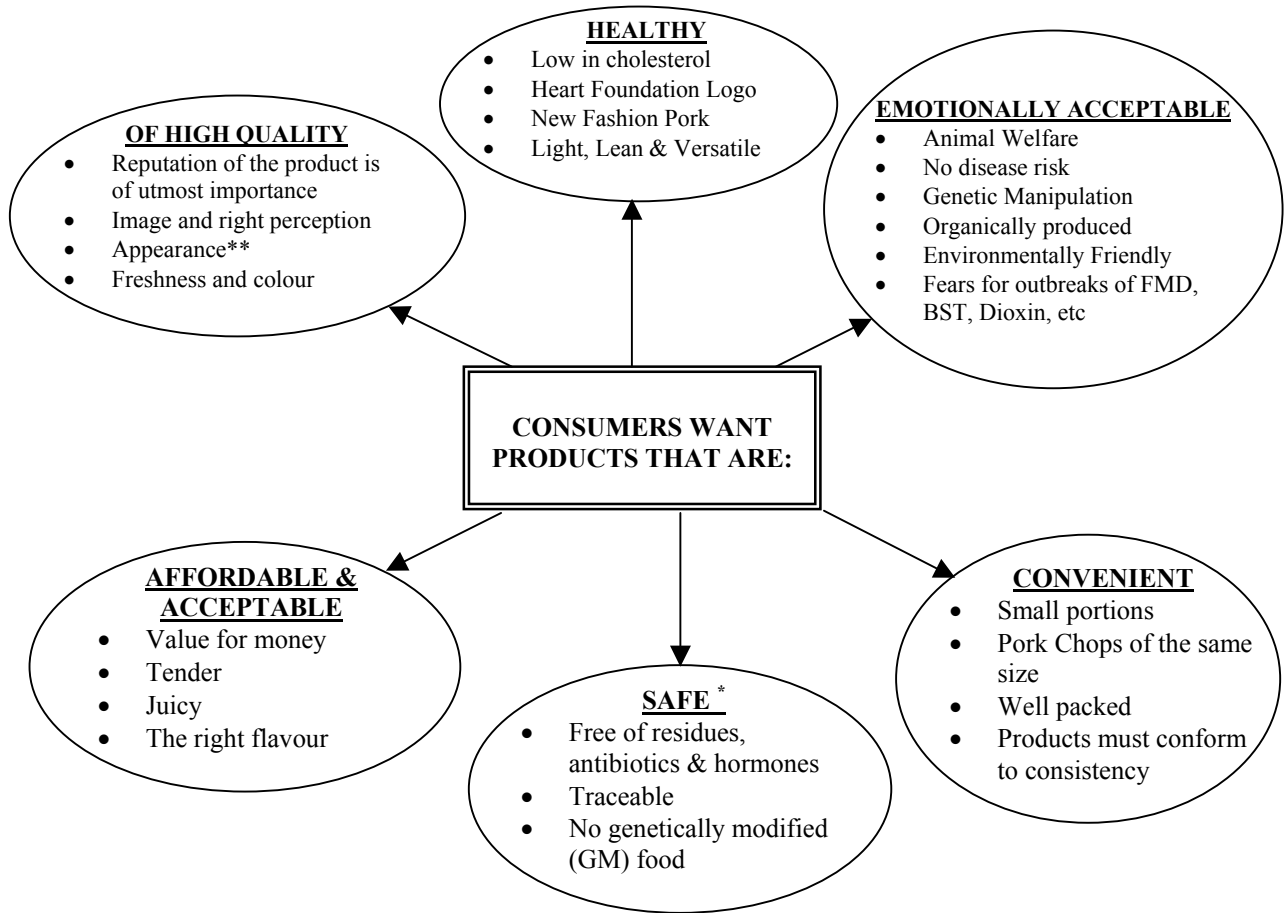 HEALTHY
• Low in cholesterol
• Heart Foundation Logo
• New Fashion Pork
• Light, Lean & Versatile
OF HIGH QUALITY
• Reputation of the product is
of utmost importance
• Image and right perception
• Appearance**
• Freshness and colour
EMOTIONALLY ACCEPTABLE
• Animal Welfare
• No disease risk
• Genetic Manipulation
• Organically produced
• Environmentally Friendly
• Fears for outbreaks of FMD,
BST, Dioxin, etc
CONSUMERS WANT
PRODUCTS THAT ARE:
AFFORDABLE &
ACCEPTABLE
• Value for money
• Tender
• Juicy
• The right flavour
SAFE *
• Free of residues,
antibiotics & hormones
• Traceable
• No genetically modified
(GM) food
CONVENIENT
• Small portions
• Pork Chops of the same
size
• Well packed
• Products must conform
to consistency